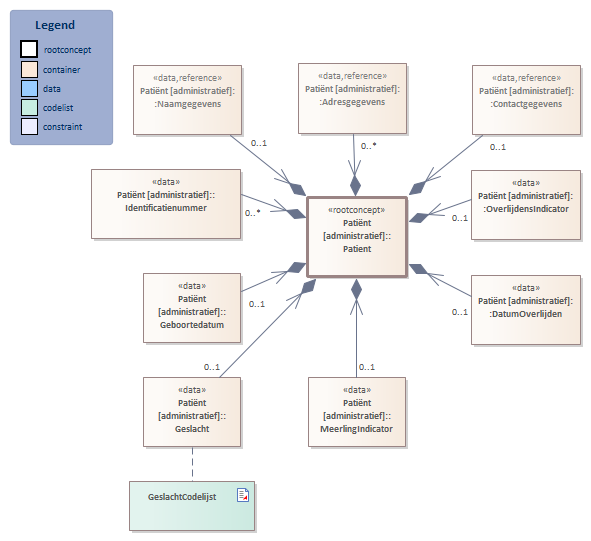 Legend
rootconcept
container
data
codelist
constraint
«data,reference»
Patiënt [administratief]:
:Naamgegevens
«data,reference»
Patiënt [administratief]:
:Adresgegevens
«data,reference»
Patiënt [administratief]:
:Contactgegevens
0..1
0..*
0..1
«data»
Patiënt [administratief]::
Identificatienummer
0..*
«rootconcept»
Patiënt
[administratief]::
Patient
«data»
Patiënt [administratief]:
:OverlijdensIndicator
0..1
«data»
Patiënt
[administratief]::
Geboortedatum
0..1
«data»
Patiënt [administratief]:
:DatumOverlijden
0..1
0..1
0..1
«data»
Patiënt
[administratief]::
Geslacht
«data»
Patiënt
[administratief]::
MeerlingIndicator
GeslachtCodelijst